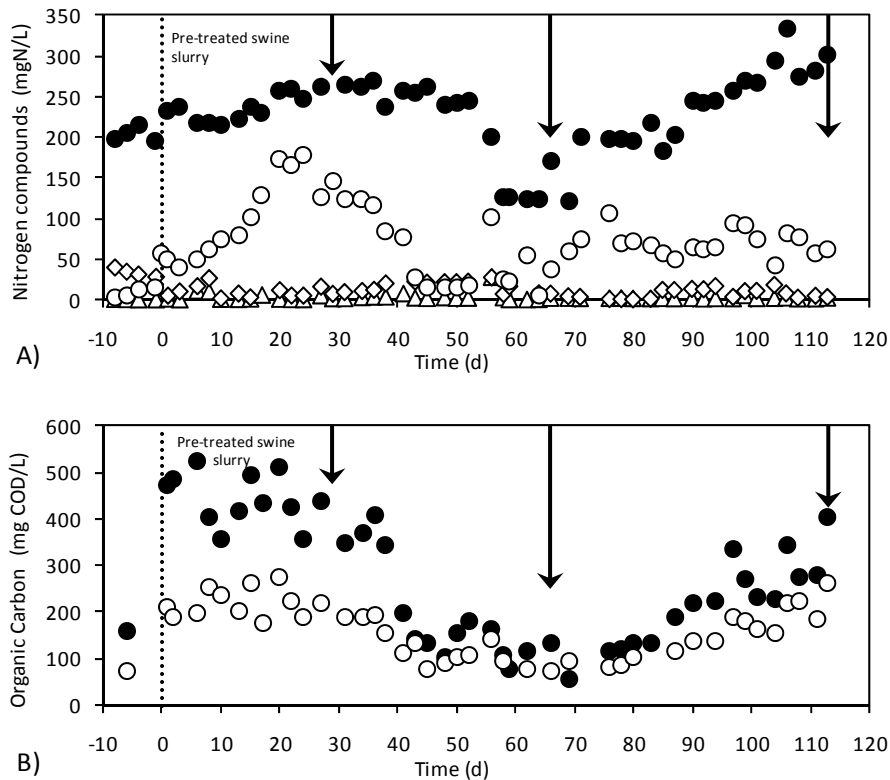 350
300
250
200
150
100
50
0
Nitrogen compounds (mgN/L)
Pre-treated swine
slurry
-10 0 10 20 30 40 50 60 70 80 90 100 110 120
Time (d)
A)
600
500
400
300
200
100
0
Organic Carbon (mg COD/L)
Pre-treated swine
slurry
-10 0 10 20 30 40 50 60 70 80 90 100 110 120
Time (d)
B)